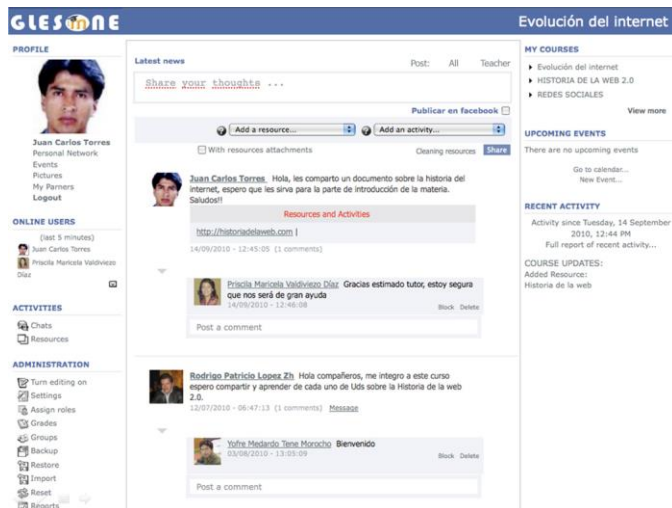 GLESONE
Evolución del internet
PROFILE
Juan Carlos Torres
Personal Network
Events
Pictures
My Parners
Logout
ONLINE USERS
(last 5 minutes)
Juan Carlos Torres
Priscila Maricela Valdiviezo
Díaz
ACTIVITIES
Chats
Resources
ADMINISTRATION
Turn editing on
Settings
Assign roles
Grades
Groups
Backup
Restore
Import
Reset
Reports
Latest news
Post: All Teacher
Share your thoughts ...
Publicar en facebook
Add a resource... Add an activity...
With resources attachments Cleaning resources Share
Juan Carlos Torres Hola, les comparto un documento sobre la historia del
internet, espero que les sirva para la parte de introducción de la materia.
Saludos!!
Resources and Activities
http://historiadelaweb.com |
14/09/2010 - 12:45:05 (1 comments)
Priscila Maricela Valdiviezo Díaz Gracias estimado tutor, estoy segura
que nos será de gran ayuda
14/09/2010 - 12:46:08 Block Delete
Post a comment
Rodrigo Patricio Lopez Zh Hola compañeros, me integro a este curso
espero compartir y aprender de cada uno de Uds sobre la Historia de la web
2.0.
12/07/2010 - 06:47:13 (1 comments) Message
Yofre Medardo Tene Morocho Bienvenido
03/08/2010 - 13:05:09 Block Delete
Post a comment
MY COURSES
Evolución del internet
HISTORIA DE LA WEB 2.0
REDES SOCIALES
View more
UPCOMING EVENTS
There are no upcoming events
Go to calendar...
New Event...
RECENT ACTIVITY
Activity since Tuesday, 14 September
2010, 12:44 PM
Full report of recent activity...
COURSE UPDATES:
Added Resource:
Historia de la web